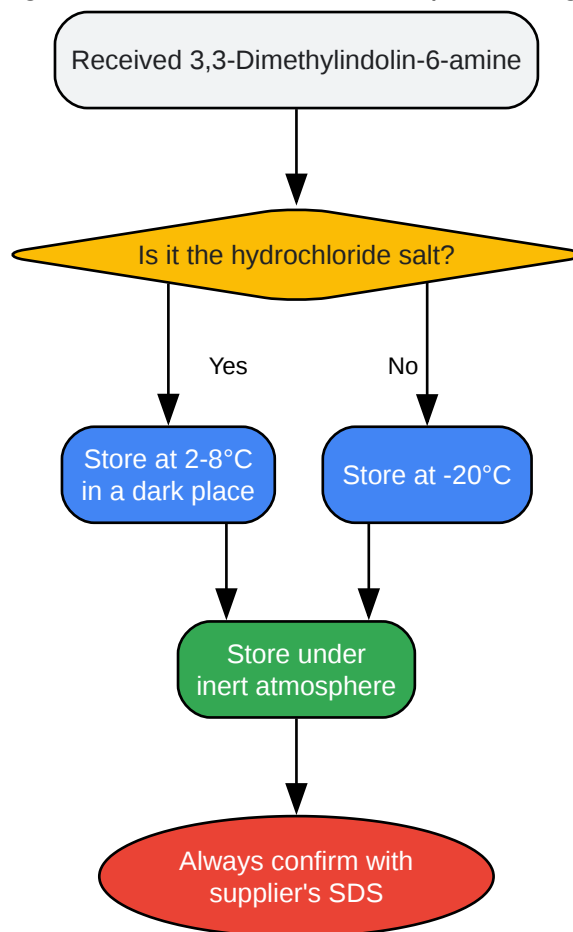 Received 3,3-Dimethylindolin-6-amine
Is it the hydrochloride salt?
Yes
No
Store at 2-8°C
in a dark place
Store at -20°C
Store under
inert atmosphere
Always confirm with
supplier's SDS